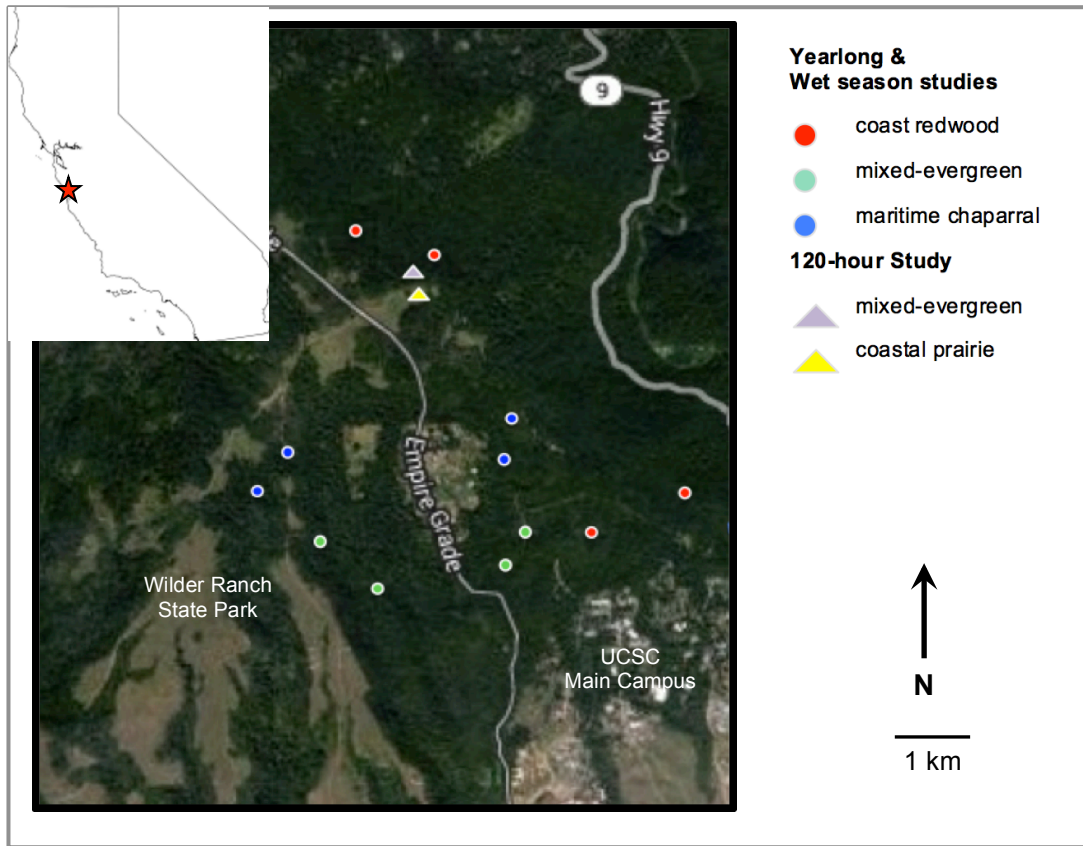 Yearlong &
Wet season studies
coast redwood
mixed-evergreen
maritime chaparral
120-hour Study
mixed-evergreen
coastal prairie
9
Hwy 9
Empire Grade
Wilder Ranch
State Park
UCSC
Main Campus
N
1 km